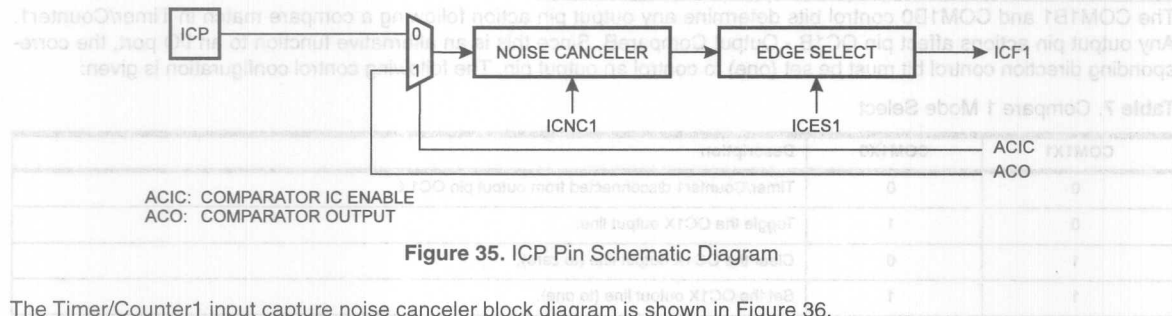 ICP
0
1
NOISE CANCELER
EDGE SELECT
ICF1
ICNC1
ICES1
ACIC
ACO
ACIC: COMPARATOR IC ENABLE
ACO: COMPARATOR OUTPUT
Figure 35. ICP Pin Schematic Diagram
The Timer/Counter1 input capture noise canceler block diagram is shown in Figure 36.